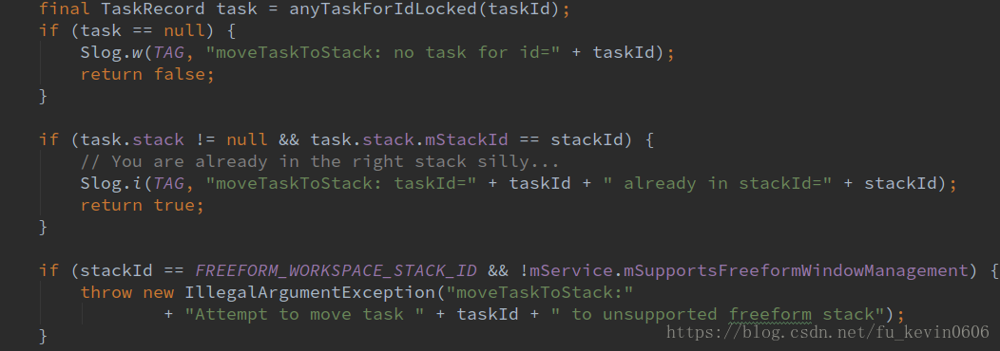 final TaskRecord task = anyTaskForIdLocked(taskId);
if (task == null) {
Slog.w(TAG, "moveTaskToStack: no task for id=" + taskId);
return false;
}
if (task.stack != null && task.stack.mStackId == stackId) {
// You are already in the right stack silly...
Slog.i(TAG, "moveTaskToStack: taskId=" + taskId + " already in stackId=" + stackId);
return true;
}
if (stackId == FREEFORM_WORKSPACE_STACK_ID && !mService.mSupportsFreeformWindowManagement) {
throw new IllegalArgumentException("moveTaskToStack:"
+ "Attempt to move task " + taskId + " to unsupported freeform stack");
}
https://blog.csdn.net/fu_kevin0606